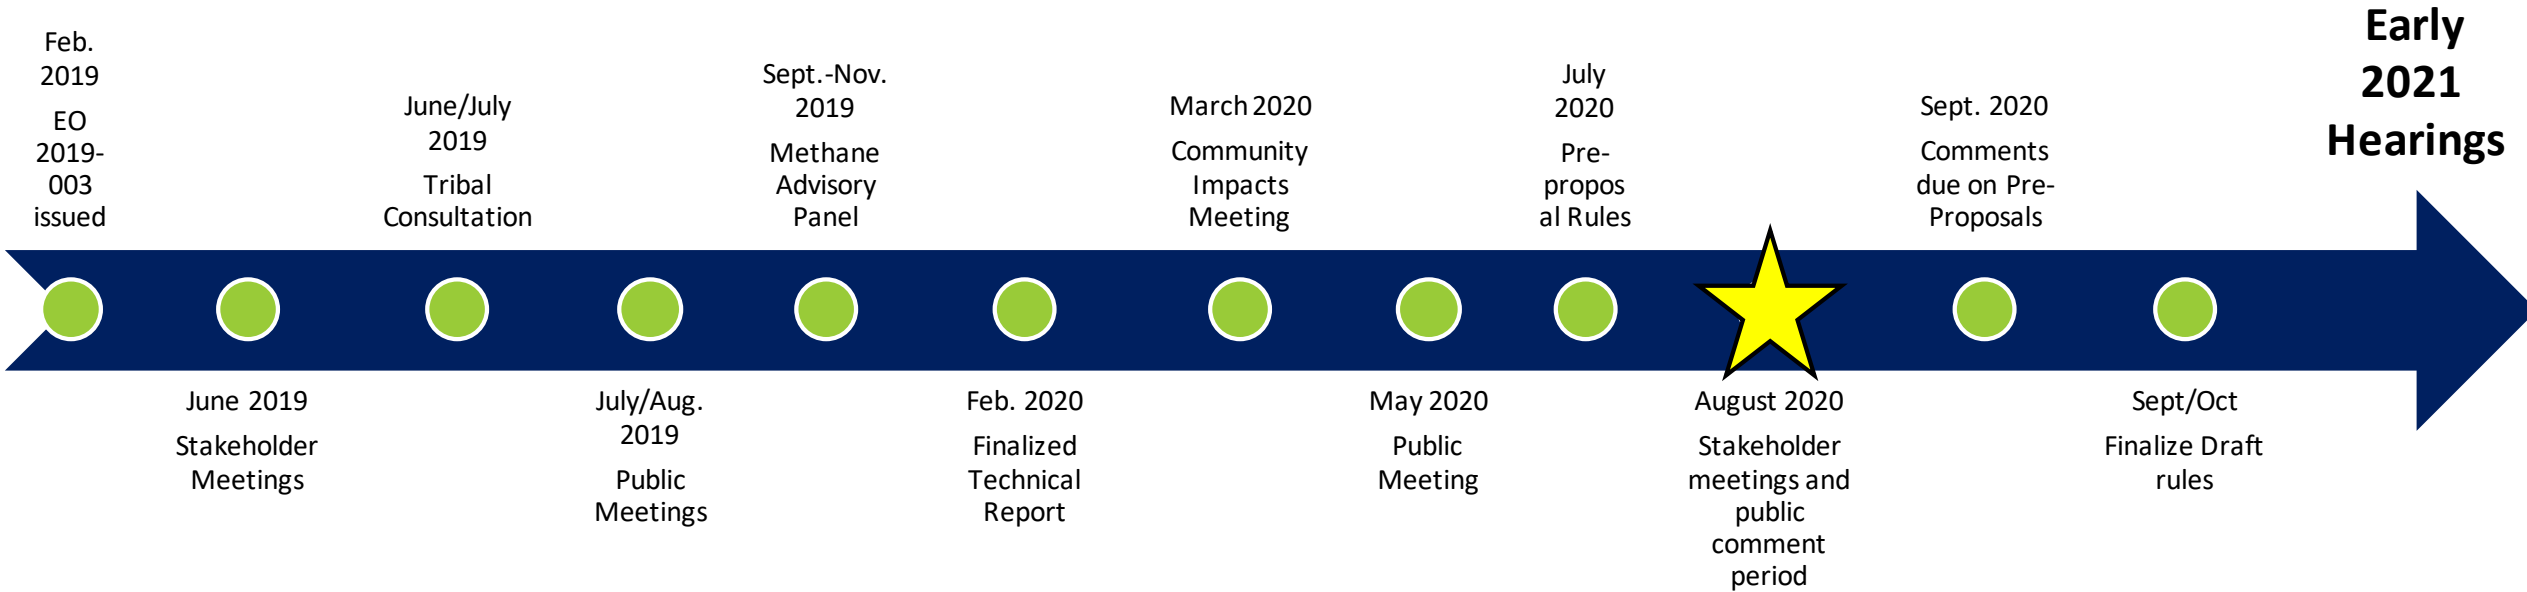 Feb.
2019
EO
2019-
003
issued
June 2019
Stakeholder
Meetings
June/July
2019
Tribal
Consultation
July/Aug.
2019
Public
Meetings
Sept.-Nov.
2019
Methane
Advisory
Panel
Feb. 2020
Finalized
Technical
Report
March 2020
Community
Impacts
Meeting
May 2020
Public
Meeting
July
2020
Pre-
propos
al Rules
August 2020
Stakeholder
meetings and
public
comment
period
Sept. 2020
Comments
due on Pre-
Proposals
Sept/Oct
Finalize Draft
rules
Early
2021
Hearings